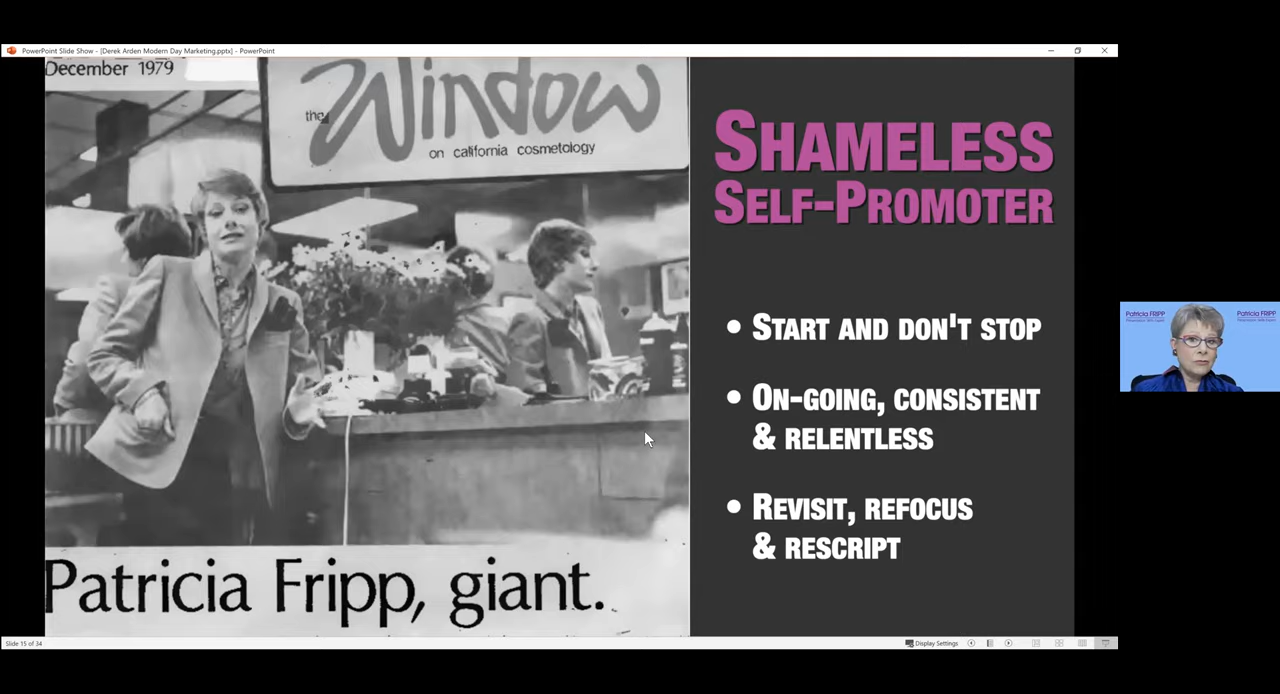 PowerPoint Slide Show - [Derek Arden Modern Day Marketing.pptx] - PowerPoint
December 1979
the Window
on california cosmetology
Patricia Fripp, giant.
SHAMELESS
SELF-PROMOTER
• START AND DON'T STOP
• ON-GOING, CONSISTENT
& RELENTLESS
• REVISIT, REFOCUS
& RESCRIPT
Patricia FRIPP
Patricia FRIPP
Slide 15 of 34
Display Settings